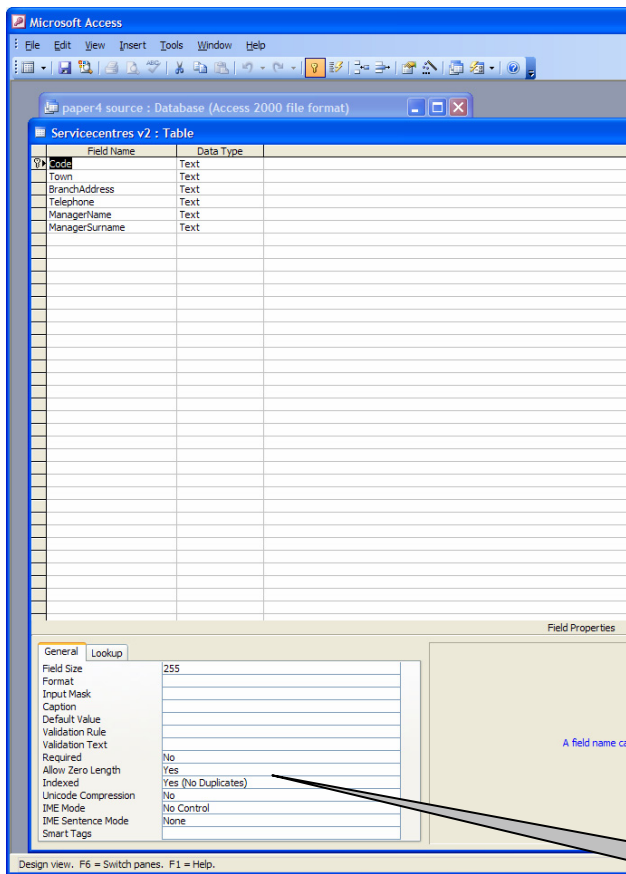 Microsoft Access
File Edit View Insert Tools Window Help
paper4 source : Database (Access 2000 file format)
Servicecentres v2 : Table
Field Name Data Type
Code Text
Town Text
BranchAddress Text
Telephone Text
ManagerName Text
ManagerSurname Text
Field Properties
General Lookup
Field Size 255
Format
Input Mask
Caption
Default Value
Validation Rule
Validation Text
A field name ca
Required No
Allow Zero Length Yes
Indexed Yes (No Duplicates)
Unicode Compression No
IME Mode No Control
IME Sentence Mode None
Smart Tags
Design view. F6 = Switch panes. F1 = Help.